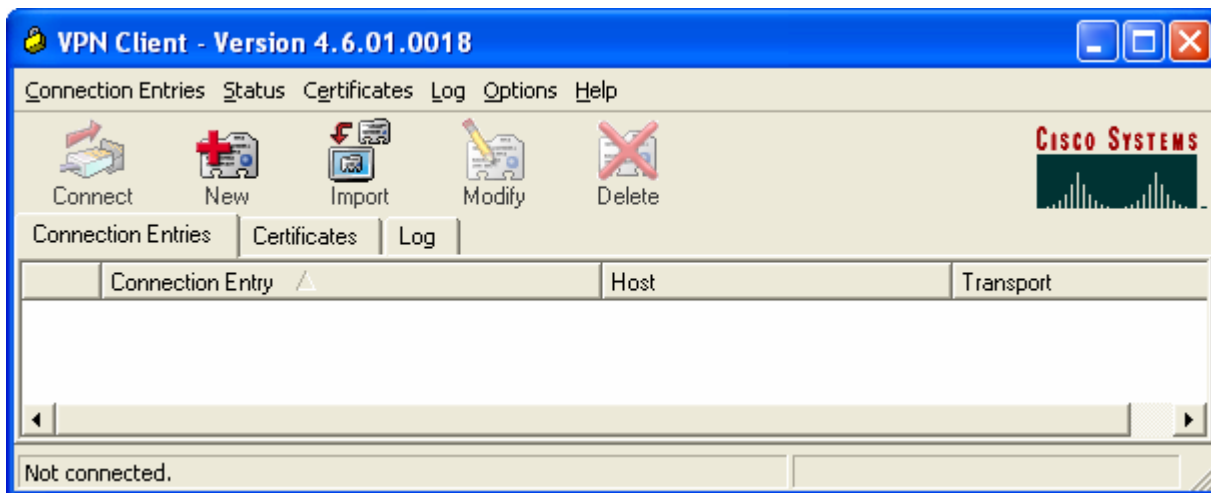 VPN Client - Version 4.6.01.0018
Connection Entries Status Certificates Log Options Help
Connect New Import Modify Delete
CISCO SYSTEMS
Connection Entries Certificates Log
Connection Entry Host Transport
Not connected.